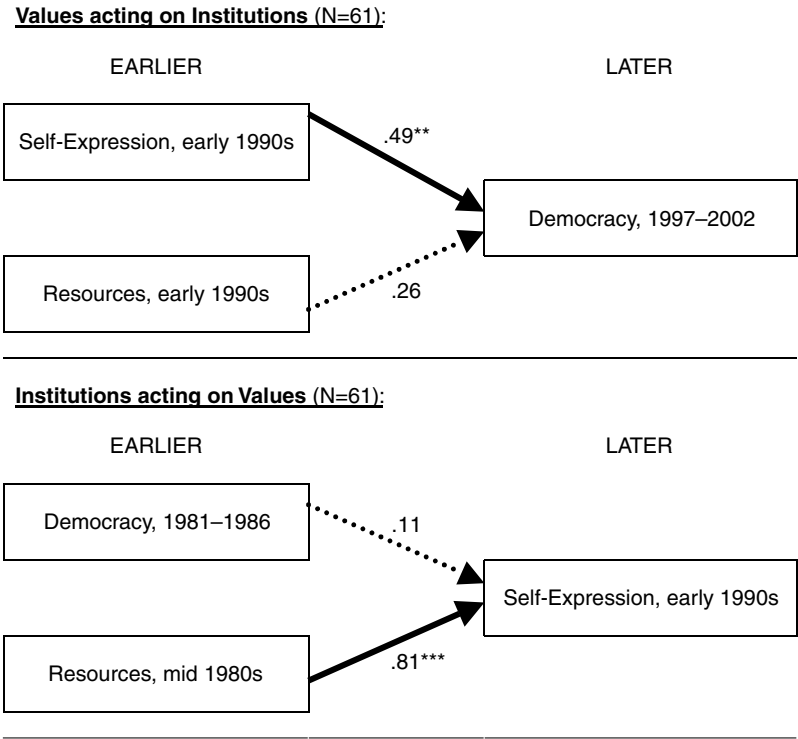 Values acting on Institutions (N=61):
EARLIER
LATER
Self-Expression, early 1990s
.49**
Democracy, 1997–2002
Resources, early 1990s
.26
Institutions acting on Values (N=61):
EARLIER
LATER
Democracy, 1981–1986
.11
Self-Expression, early 1990s
Resources, mid 1980s
.81***